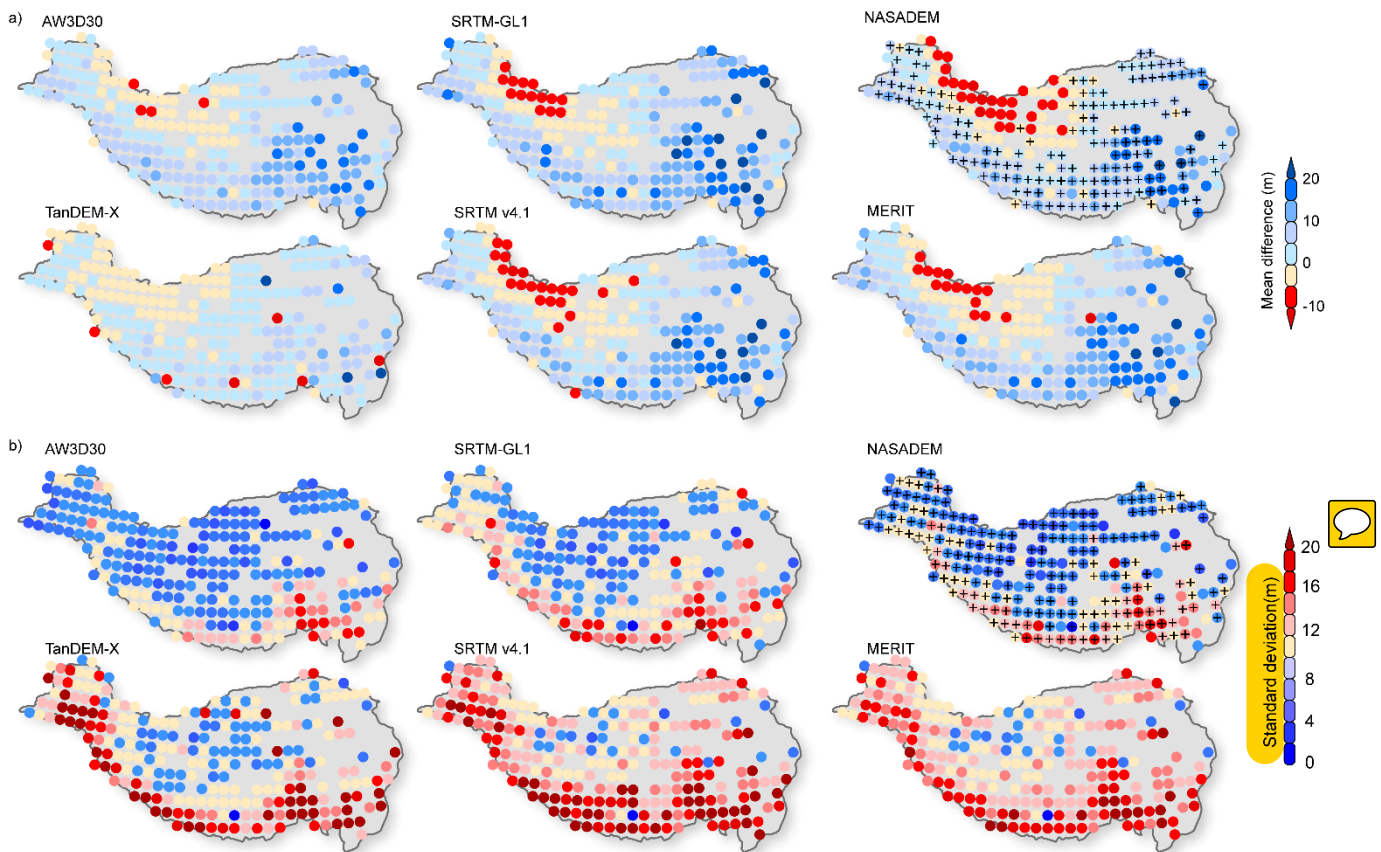 a)
AW3D30
SRTM-GL1
NASADEM
TanDEM-X
SRTM v4.1
MERIT
Mean difference (m)
20
10
0
-10
b)
AW3D30
SRTM-GL1
NASADEM
TanDEM-X
SRTM v4.1
MERIT
Standard deviation(m)
20
16
12
8
4
0